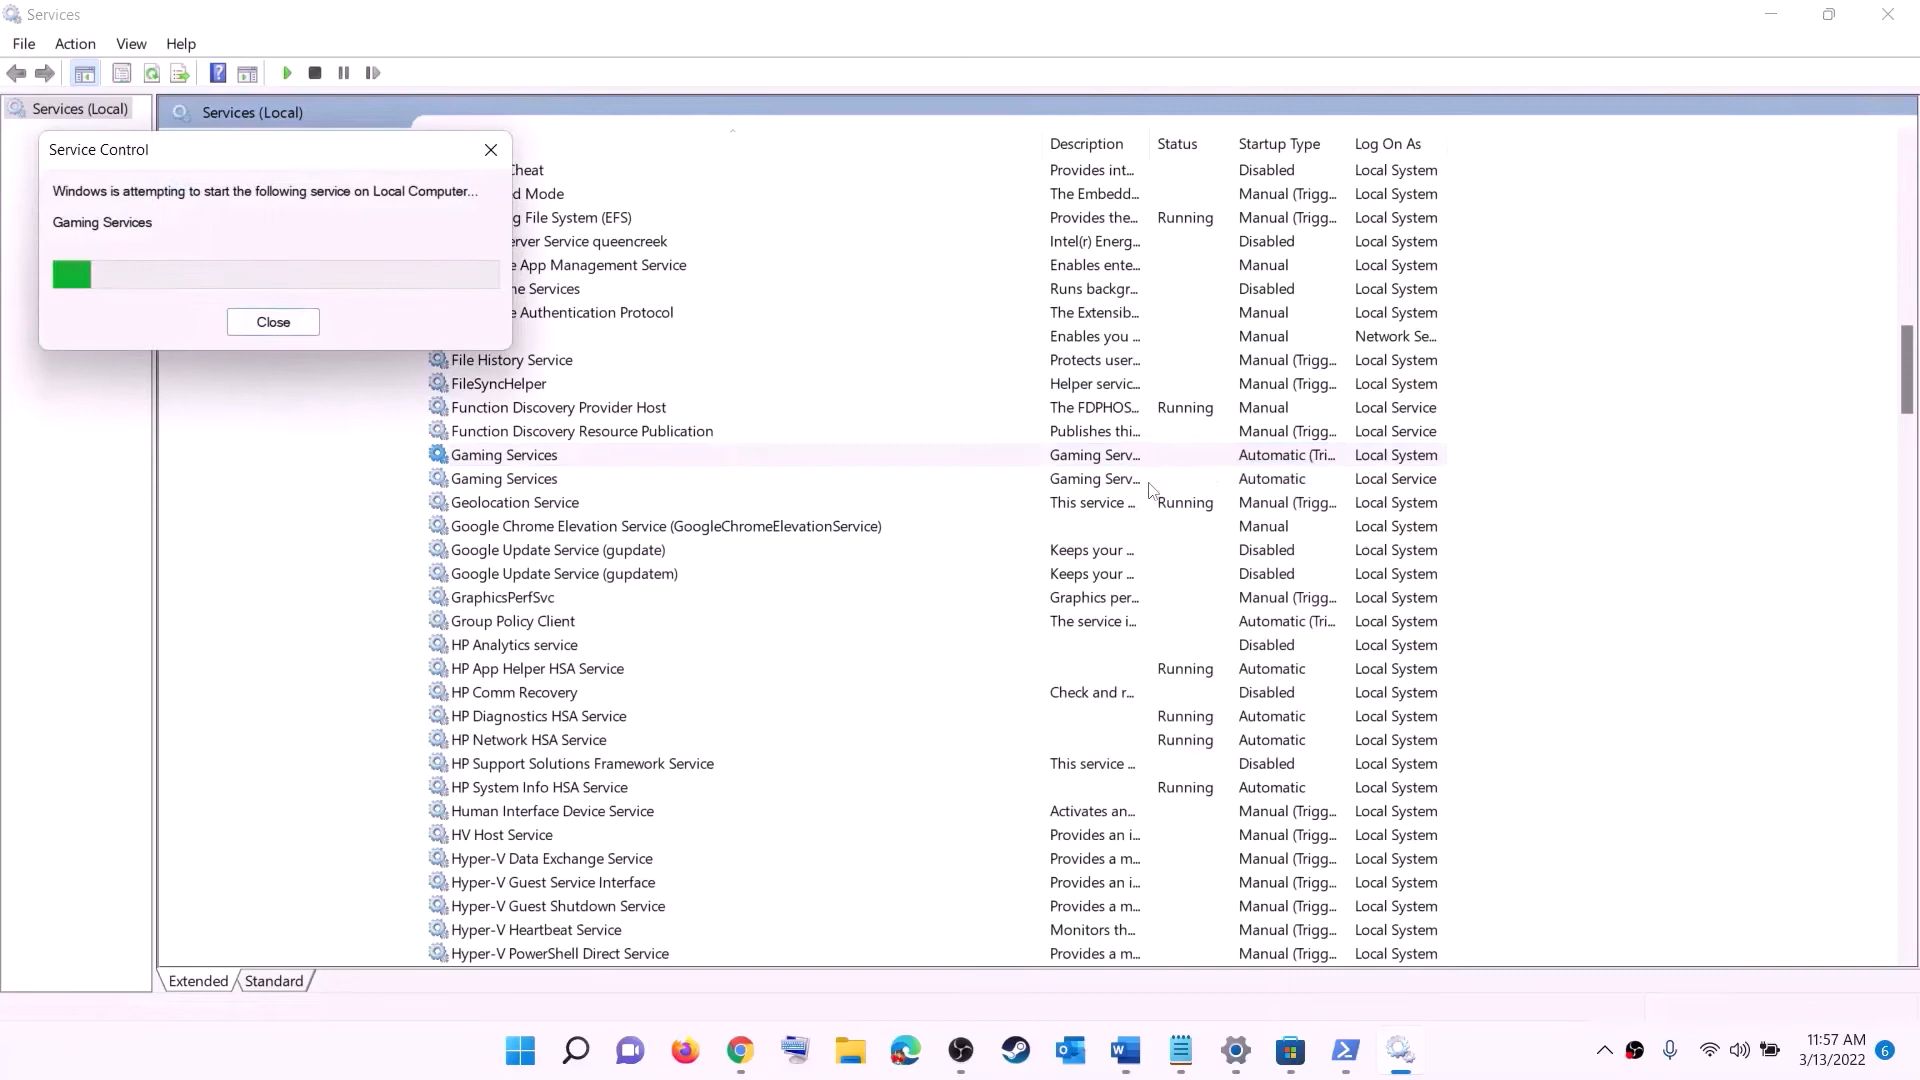 Services
File Action View Help
Services (Local)
Services (Local)
Service Control
Windows is attempting to start the following service on Local Computer...
Gaming Services
Close
Description Status Startup Type Log On As
Cheat Provides int... Disabled Local System
d Mode The Embedd... Manual (Trigg... Local System
g File System (EFS) Provides the... Running Manual (Trigg... Local System
erver Service queencreek Intel(r) Energ... Disabled Local System
e App Management Service Enables ente... Manual Local System
ne Services Runs backgr... Disabled Local System
e Authentication Protocol The Extensib... Manual Local System
Enables you ... Manual Network Se...
File History Service Protects user... Manual (Trigg... Local System
FileSyncHelper Helper servic... Manual (Trigg... Local System
Function Discovery Provider Host The FDPHOS... Running Manual Local Service
Function Discovery Resource Publication Publishes thi... Manual (Trigg... Local Service
Gaming Services Gaming Serv... Automatic (Tri... Local System
Gaming Services Gaming Serv... Automatic Local Service
Geolocation Service This service ... Running Manual (Trigg... Local System
Google Chrome Elevation Service (GoogleChromeElevationService) Manual Local System
Google Update Service (gupdate) Keeps your ... Disabled Local System
Google Update Service (gupdatem) Keeps your ... Disabled Local System
GraphicsPerfSvc Graphics per... Manual (Trigg... Local System
Group Policy Client The service i... Automatic (Tri... Local System
HP Analytics service Disabled Local System
HP App Helper HSA Service Running Automatic Local System
HP Comm Recovery Check and r... Disabled Local System
HP Diagnostics HSA Service Running Automatic Local System
HP Network HSA Service Running Automatic Local System
HP Support Solutions Framework Service This service ... Disabled Local System
HP System Info HSA Service Running Automatic Local System
Human Interface Device Service Activates an... Manual (Trigg... Local System
HV Host Service Provides an i... Manual (Trigg... Local System
Hyper-V Data Exchange Service Provides a m... Manual (Trigg... Local System
Hyper-V Guest Service Interface Provides an i... Manual (Trigg... Local System
Hyper-V Guest Shutdown Service Provides a m... Manual (Trigg... Local System
Hyper-V Heartbeat Service Monitors th... Manual (Trigg... Local System
Hyper-V PowerShell Direct Service Provides a m... Manual (Trigg... Local System
Extended Standard
11:57 AM
3/13/2022
6